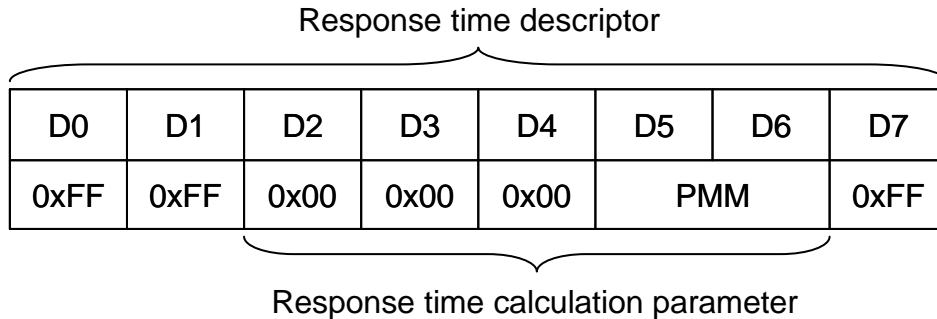 Response time descriptor
D0 D1 D2 D3 D4 D5 D6 D7
0xFF 0xFF 0x00 0x00 0x00 PMM 0xFF
Response time calculation parameter